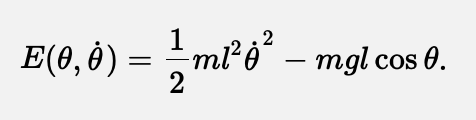 E(θ, θ̇) = 1/2 ml²θ̇² − mgl cos θ.